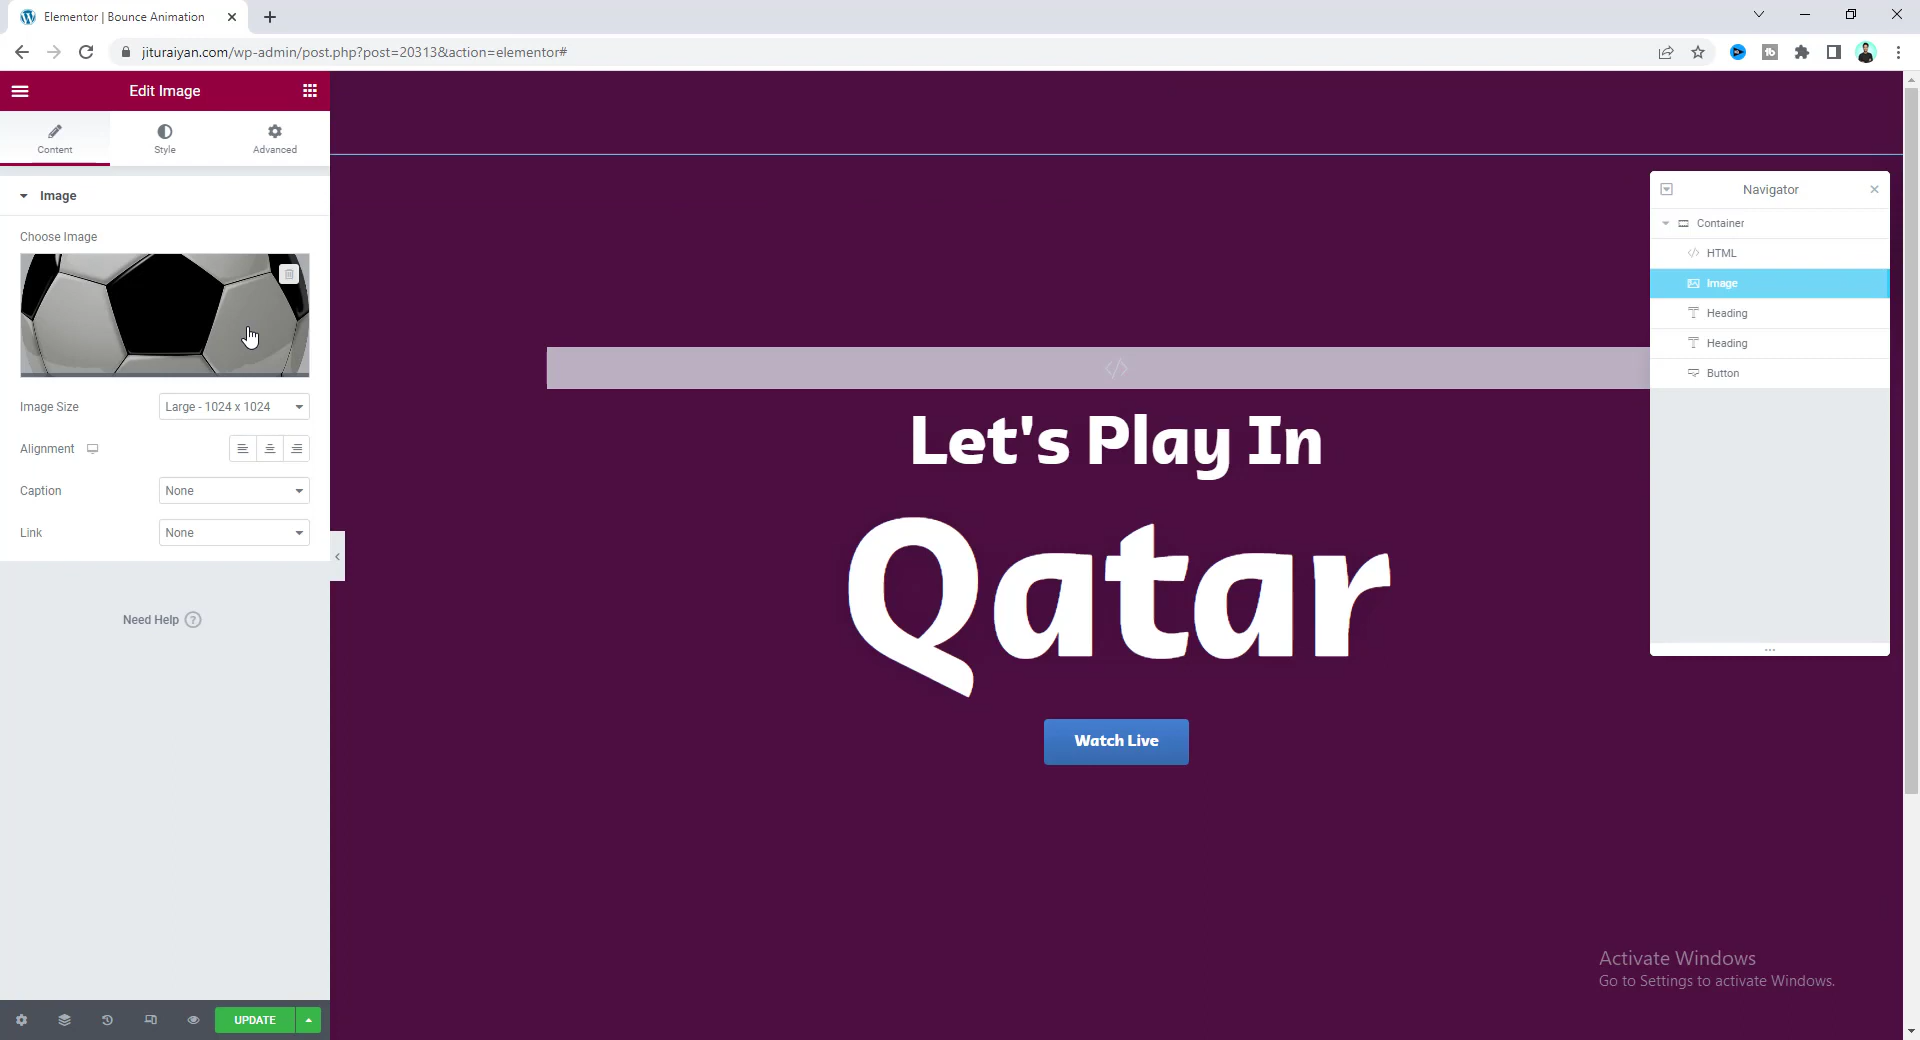 Elementor | Bounce Animation
jituraiyan.com/wp-admin/post.php?post=20313&action=elementor#
Edit Image
Content
Style
Advanced
Image
Choose Image
Image Size
Large - 1024 x 1024
Alignment
Caption
None
Link
None
Need Help ?
UPDATE
Let's Play In
Qatar
Watch Live
Navigator
Container
HTML
Image
Heading
Heading
Button
Activate Windows
Go to Settings to activate Windows.